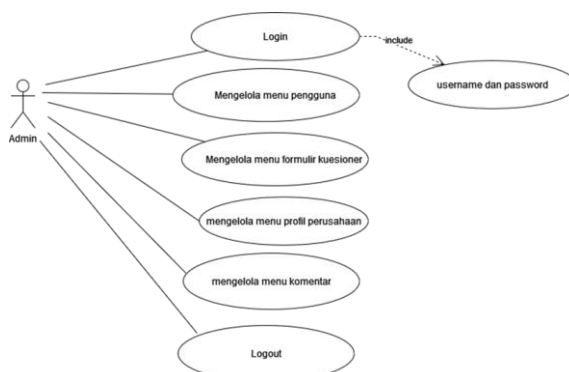 Login
include
username dan password
Mengelola menu pengguna
Admin
Mengelola menu formulir kuesioner
mengelola menu profil perusahaan
mengelola menu komentar
Logout